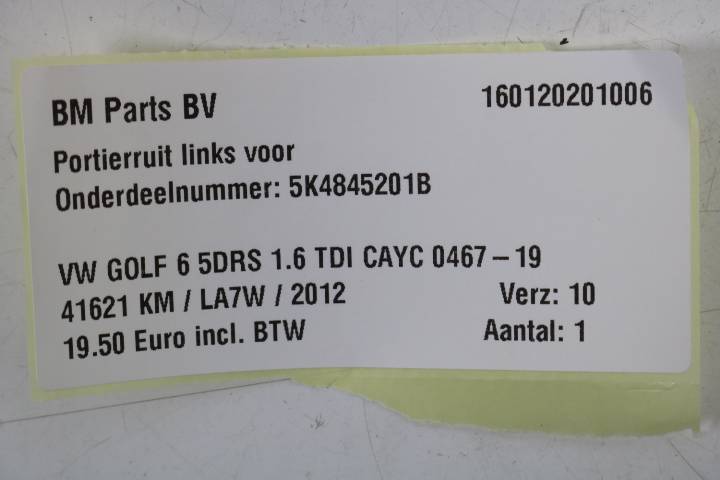 BM Parts BV 160120201006
Portierruit links voor
Onderdeelnummer: 5K4845201B
VW GOLF 6 5DRS 1.6 TDI CAYC 0467 – 19
41621 KM / LA7W / 2012 Verz: 10
19.50 Euro incl. BTW Aantal: 1